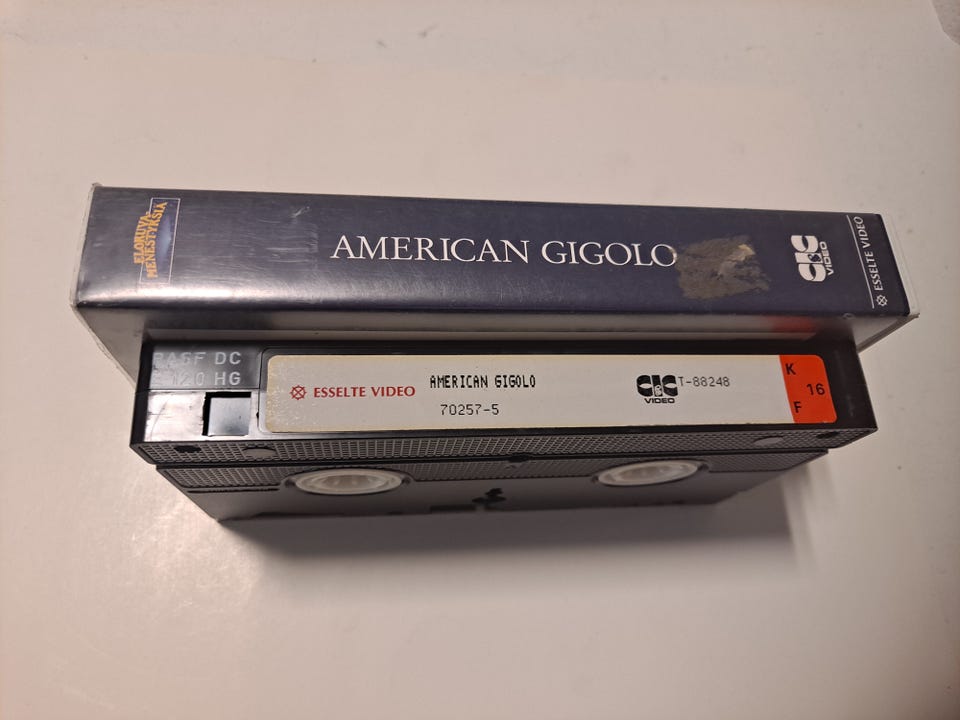 ELOKUVA-
MENESTYKSIÄ
AMERICAN GIGOLO
CIC
VIDEO
ESSELTE VIDEO
BASF DC
E-120 HG
ESSELTE VIDEO
AMERICAN GIGOLO
70257-5
CIC
VIDEO
T-88248
K
16
F